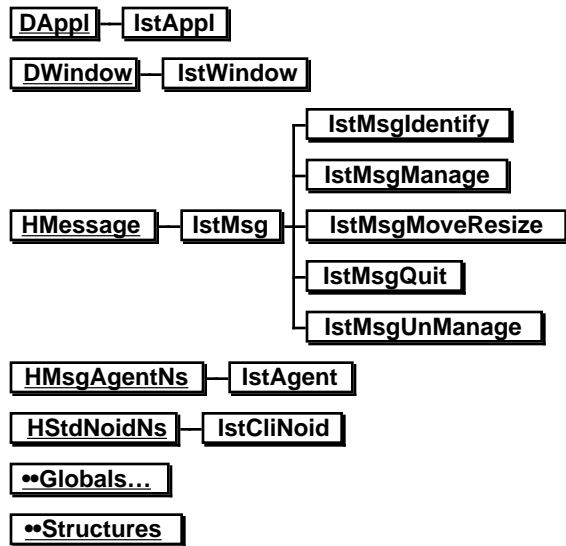 DAppl IstAppl
DWindow IstWindow
IstMsgIdentify
IstMsgManage
HMessage IstMsg IstMsgMoveResize
IstMsgQuit
IstMsgUnManage
HMsgAgentNs IstAgent
HStdNoidNs IstCliNoid
••Globals…
••Structures